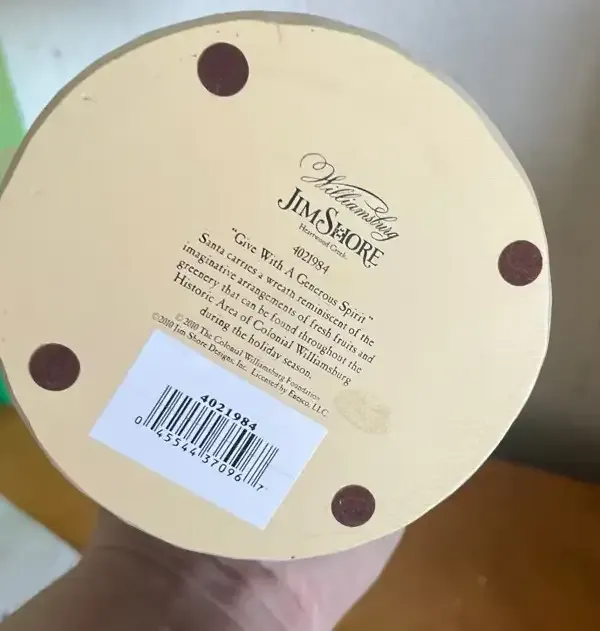 Williamsburg
JIM SHORE
Heartwood Creek
4021984
"Give With A Generous Spirit"
Santa carries a wreath reminiscent of the
imaginative arrangements of fresh fruits and
greenery that can be found throughout the
Historic Area of Colonial Williamsburg
during the holiday season.
©2010 The Colonial Williamsburg Foundation
©2010 Jim Shore Designs, Inc. Licensed by Enesco, LLC
4021984
0 45544 37096 7